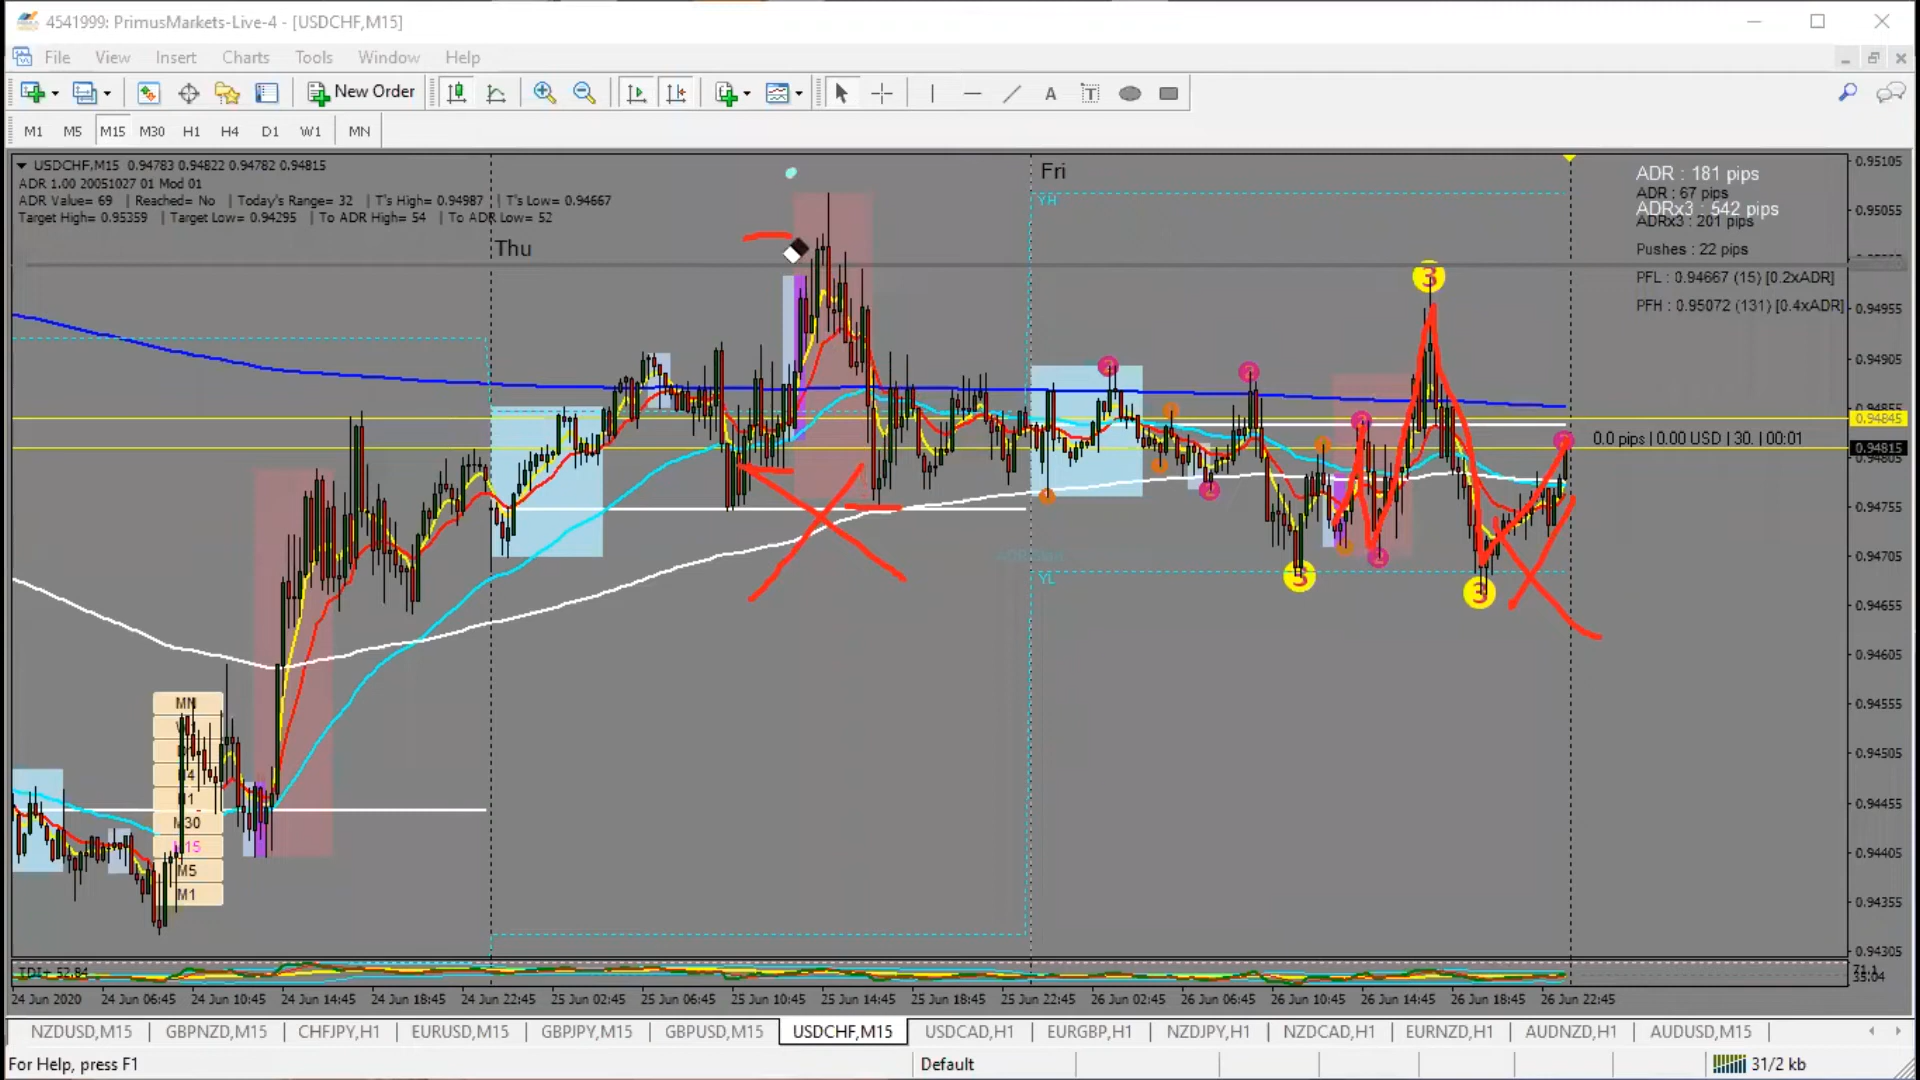 4541999: PrimusMarkets-Live-4 - [USDCHF,M15]
File View Insert Charts Tools Window Help
New Order
M1 M5 M15 M30 H1 H4 D1 W1 MN
USDCHF,M15 0.94783 0.94822 0.94782 0.94815
ADR 1.00 20051027 01 Mod 01
ADR Value= 69 | Reached= No | Today's Range= 32 | T's High= 0.94987 | T's Low= 0.94667
Target High= 0.95359 | Target Low= 0.94295 | To ADR High= 54 | To ADR Low= 52
Thu
Fri
YH
YL
ADR : 181 pips
ADR : 67 pips
ADRx3 : 542 pips
ADRx3 : 201 pips
Pushes : 22 pips
PFL : 0.94667 (15) [0.2xADR]
PFH : 0.95072 (131) [0.4xADR]
0.0 pips | 0.00 USD | 30. | 00:01
3
3
3
0.95105
0.95055
0.94955
0.94905
0.94855
0.94845
0.94815
0.94805
0.94755
0.94705
0.94655
0.94605
0.94555
0.94505
0.94455
0.94405
0.94355
0.94305
MN
M30
M15
M5
M1
TDI+ 52.84
24 Jun 2020 24 Jun 06:45 24 Jun 10:45 24 Jun 14:45 24 Jun 18:45 24 Jun 22:45 25 Jun 02:45 25 Jun 06:45 25 Jun 10:45 25 Jun 14:45 25 Jun 18:45 25 Jun 22:45 26 Jun 02:45 26 Jun 06:45 26 Jun 10:45 26 Jun 14:45 26 Jun 18:45 26 Jun 22:45
NZDUSD,M15 GBPNZD,M15 CHFJPY,H1 EURUSD,M15 GBPJPY,M15 GBPUSD,M15 USDCHF,M15 USDCAD,H1 EURGBP,H1 NZDJPY,H1 NZDCAD,H1 EURNZD,H1 AUDNZD,H1 AUDUSD,M15
For Help, press F1 Default 31/2 kb